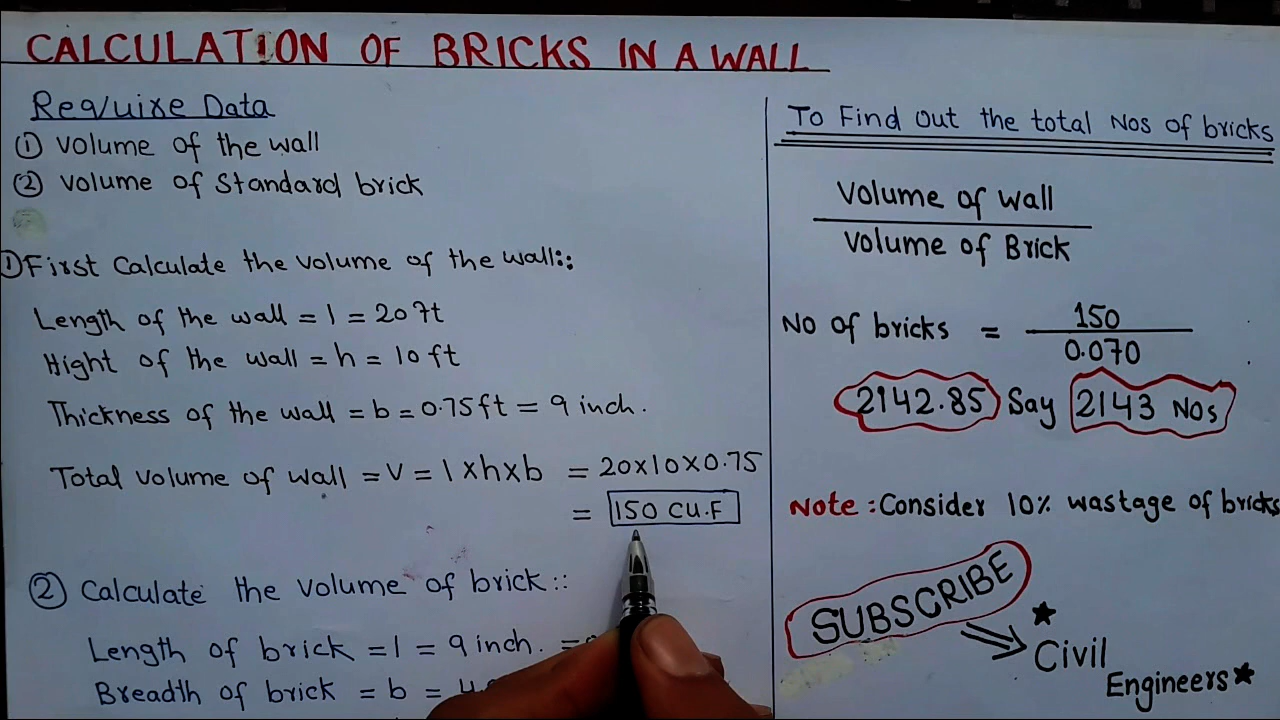 CALCULATION OF BRICKS IN A WALL
Require Data
① Volume of the wall
② Volume of Standard brick
① First Calculate the volume of the wall::
Length of the wall = l = 20 ft
Hight of the wall = h = 10 ft
Thickness of the wall = b = 0.75 ft = 9 inch.
Total volume of wall = V = l x h x b = 20x10x0.75
= 150 CU.F
② Calculate the volume of brick::
Length of brick = l = 9 inch. =
Breadth of brick = b =
To Find out the total Nos of bricks
Volume of wall
Volume of Brick
No of bricks = 150
0.070
2142.85 Say 2143 Nos
Note: Consider 10% wastage of bricks
SUBSCRIBE
Civil
Engineers